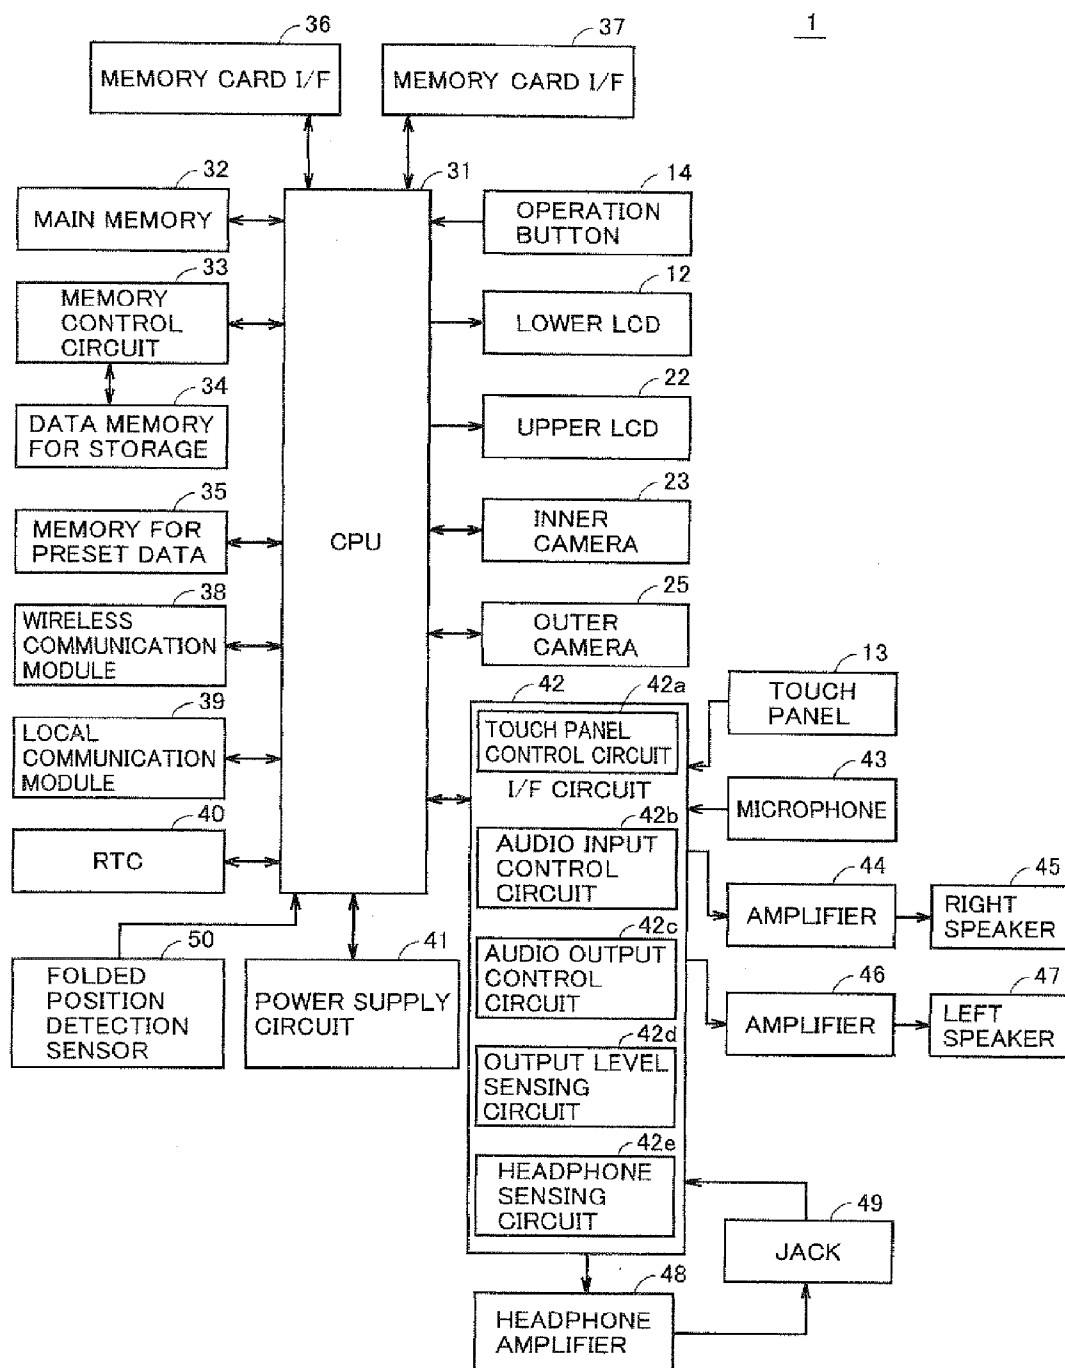 1
36
MEMORY CARD I/F
37
MEMORY CARD I/F
32
MAIN MEMORY
33
MEMORY
CONTROL
CIRCUIT
34
DATA MEMORY
FOR STORAGE
35
MEMORY FOR
PRESET DATA
38
WIRELESS
COMMUNICATION
MODULE
39
LOCAL
COMMUNICATION
MODULE
40
RTC
50
FOLDED
POSITION
DETECTION
SENSOR
41
POWER SUPPLY
CIRCUIT
31
CPU
14
OPERATION
BUTTON
12
LOWER LCD
22
UPPER LCD
23
INNER
CAMERA
25
OUTER
CAMERA
42
42a
TOUCH PANEL
CONTROL CIRCUIT
I/F CIRCUIT
42b
AUDIO INPUT
CONTROL
CIRCUIT
42c
AUDIO OUTPUT
CONTROL
CIRCUIT
42d
OUTPUT LEVEL
SENSING
CIRCUIT
42e
HEADPHONE
SENSING
CIRCUIT
13
TOUCH
PANEL
43
MICROPHONE
44
AMPLIFIER
45
RIGHT
SPEAKER
46
AMPLIFIER
47
LEFT
SPEAKER
49
JACK
48
HEADPHONE
AMPLIFIER